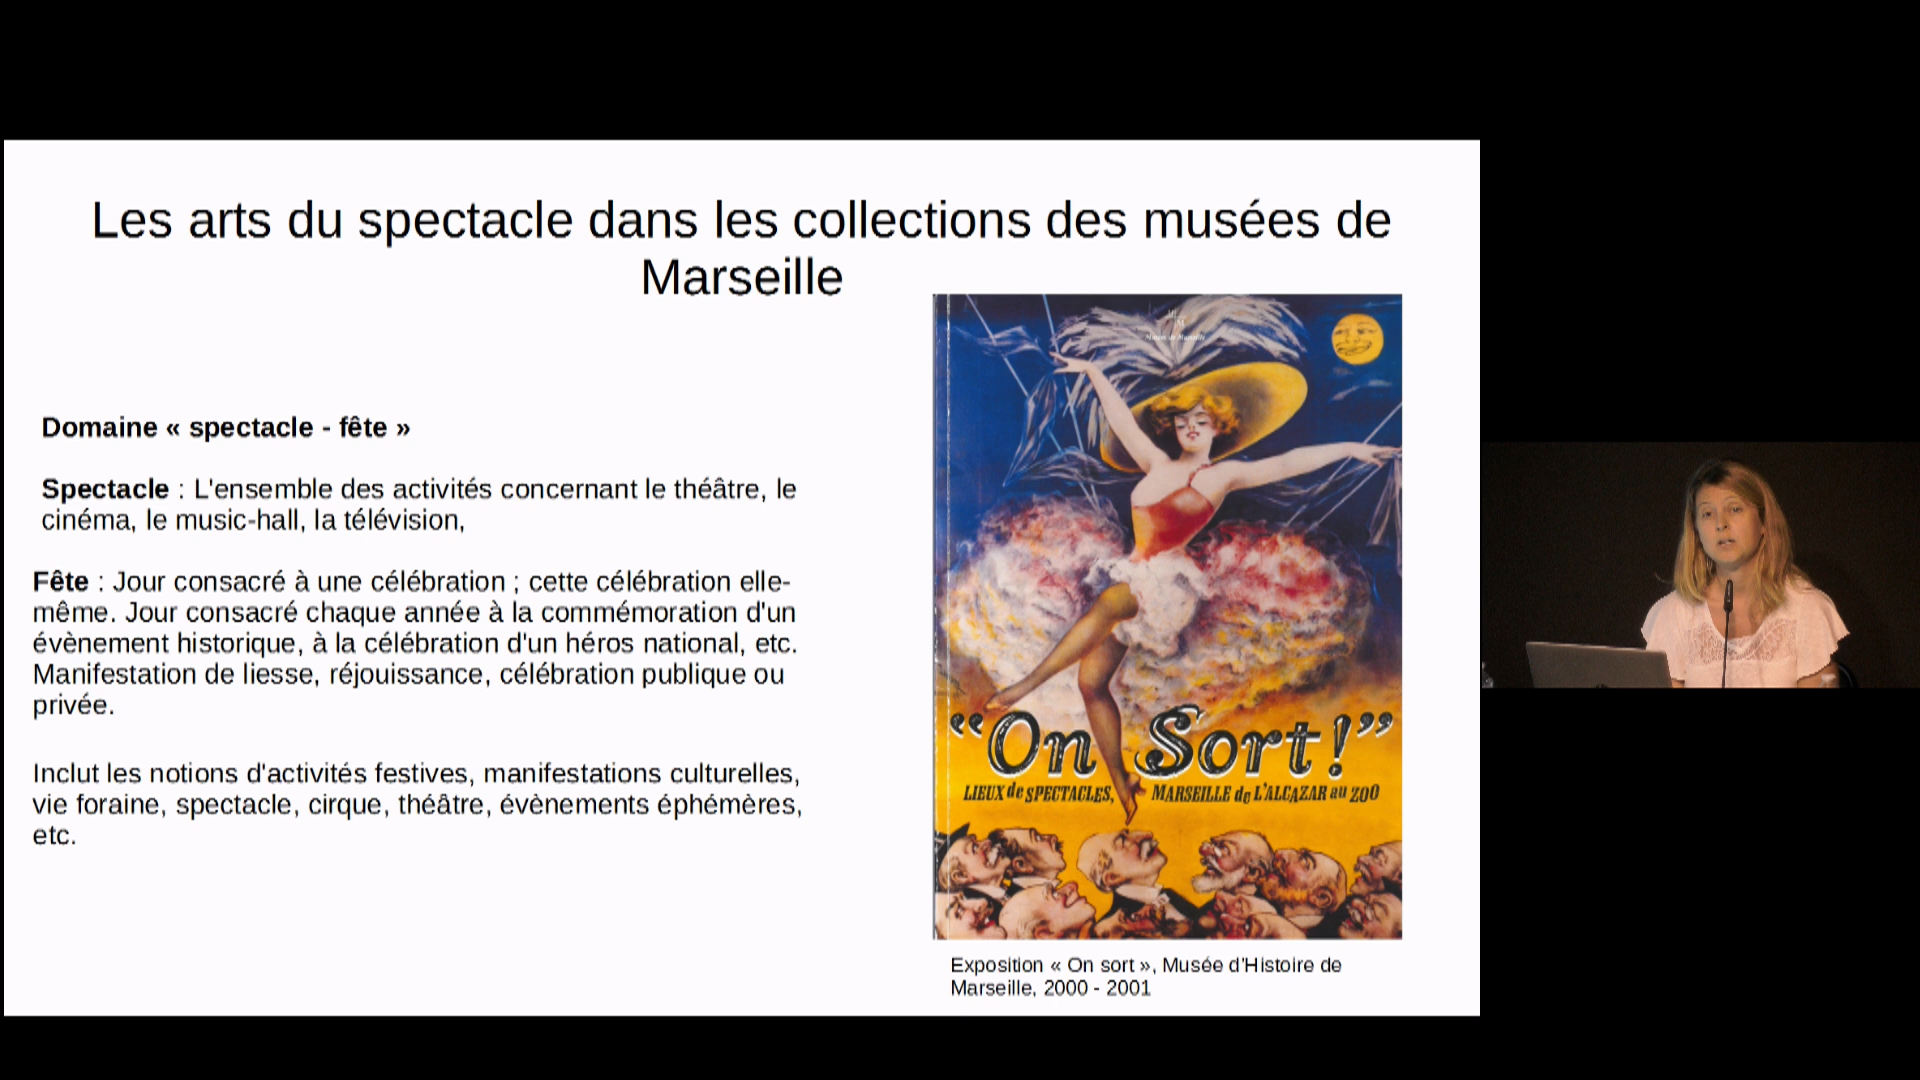 Les arts du spectacle dans les collections des musées de
Marseille
Domaine « spectacle - fête »
Spectacle : L'ensemble des activités concernant le théâtre, le
cinéma, le music-hall, la télévision,
Fête : Jour consacré à une célébration ; cette célébration elle-
même. Jour consacré chaque année à la commémoration d'un
évènement historique, à la célébration d'un héros national, etc.
Manifestation de liesse, réjouissance, célébration publique ou
privée.
Inclut les notions d'activités festives, manifestations culturelles,
vie foraine, spectacle, cirque, théâtre, évènements éphémères,
etc.
Musées de Marseille
“On Sort!”
LIEUX de SPECTACLES, MARSEILLE de L'ALCAZAR au ZOO
Exposition « On sort », Musée d'Histoire de
Marseille, 2000 - 2001